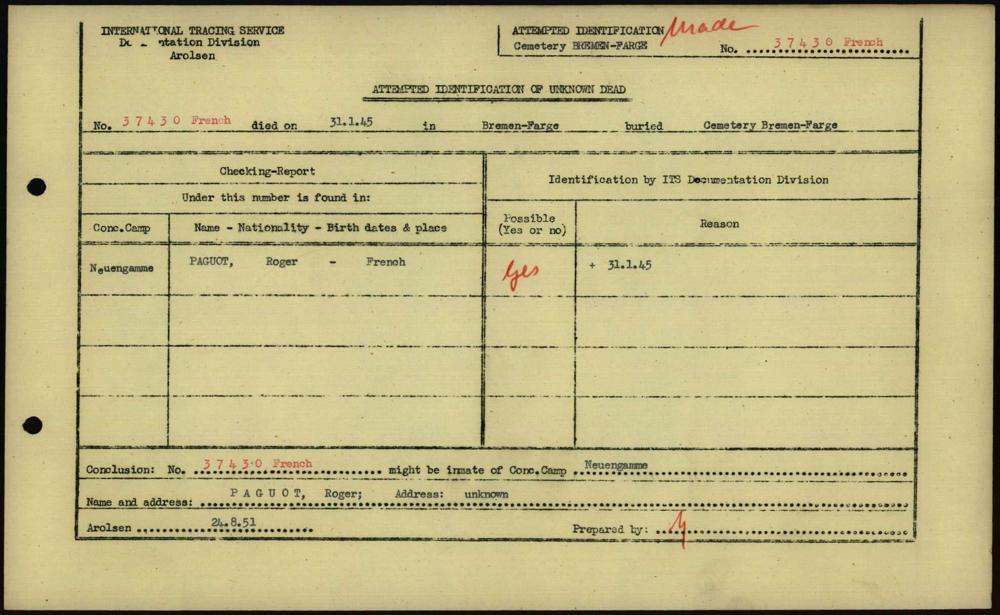 INTERNATIONAL TRACING SERVICE
Documentation Division
Arolsen
ATTEMPTED IDENTIFICATION Made
Cemetery BREMEN-FARGE No. 37430 French
ATTEMPTED IDENTIFICATION OF UNKNOWN DEAD
No. 37430 French died on 31.1.45 in Bremen-Farge buried Cemetery Bremen-Farge
Checking-Report
Under this number is found in:
Identification by ITS Documentation Division
Conc.Camp
Name - Nationality - Birth dates & place
Possible
(Yes or no)
Reason
Neuengamme
PAGUOT, Roger - French
Yes
+ 31.1.45
Conclusion: No. 37430 French might be inmate of Conc.Camp Neuengamme
Name and address: PAGUOT, Roger; Address: unknown
Arolsen 24.8.51 Prepared by: